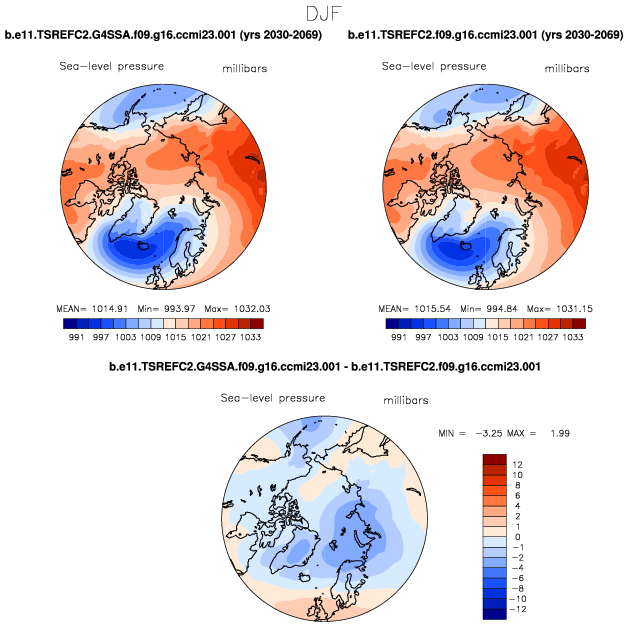 DJF
b.e11.TSREFC2.G4SSA.f09.g16.ccmi23.001 (yrs 2030-2069)
b.e11.TSREFC2.f09.g16.ccmi23.001 (yrs 2030-2069)
Sea-level pressure millibars
Sea-level pressure millibars
MEAN= 1014.91 Min= 993.97 Max= 1032.03
MEAN= 1015.54 Min= 994.84 Max= 1031.15
991 997 1003 1009 1015 1021 1027 1033
991 997 1003 1009 1015 1021 1027 1033
b.e11.TSREFC2.G4SSA.f09.g16.ccmi23.001 - b.e11.TSREFC2.f09.g16.ccmi23.001
Sea-level pressure millibars
MIN = -3.25 MAX = 1.99
12
10
8
6
4
2
1
0
-1
-2
-4
-6
-8
-10
-12